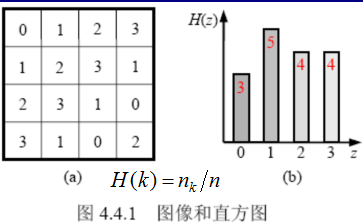 0 1 2 3
1 2 3 1
2 3 1 0
3 1 0 2
(a)
H(z)
3 5 4 4
0 1 2 3 z
(b)
H(k) = n_k/n
图 4.4.1 图像和直方图